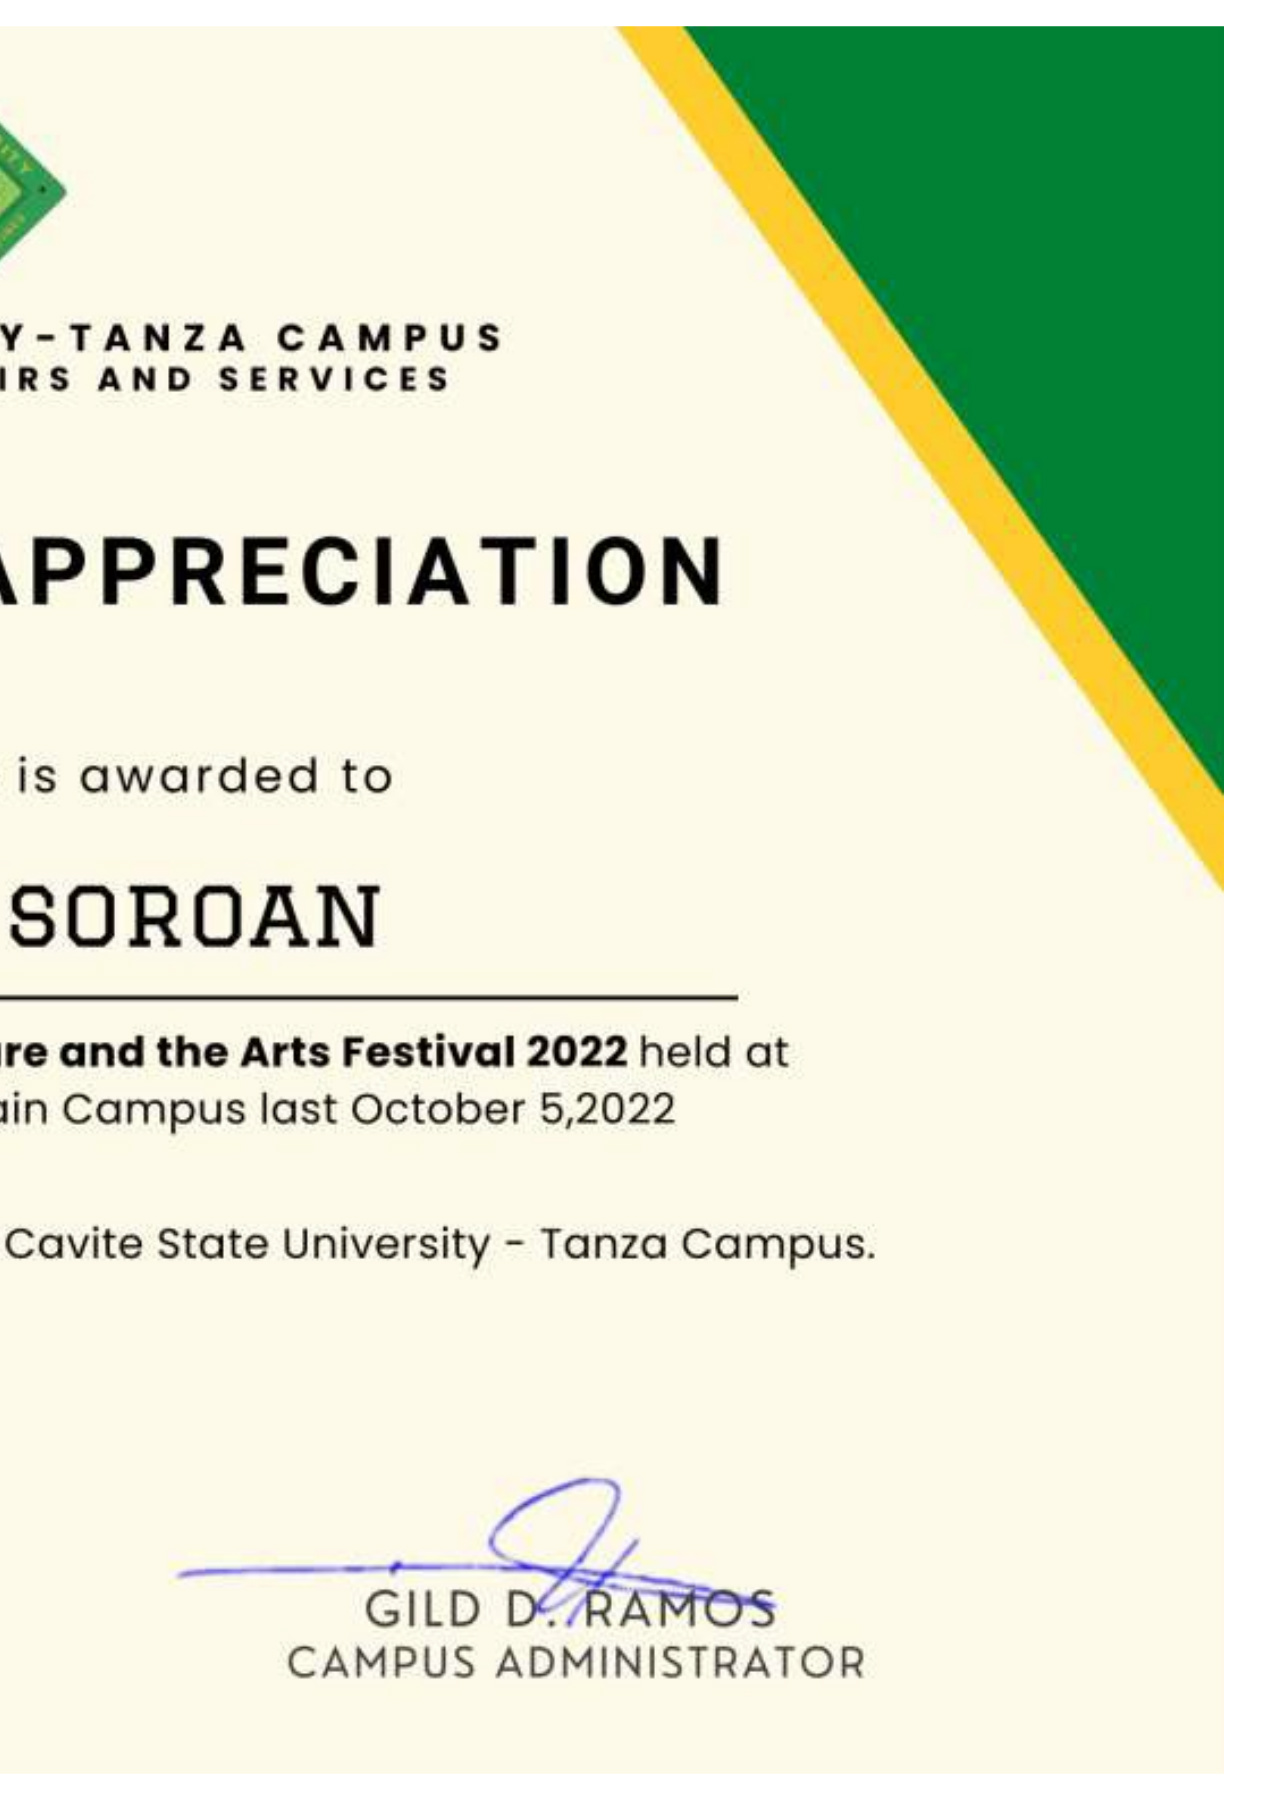 Y-TANZA CAMPUS
IRS AND SERVICES
APPRECIATION
is awarded to
SOROAN
ure and the Arts Festival 2022 held at
ain Campus last October 5,2022
Cavite State University - Tanza Campus.
GILD D. RAMOS
CAMPUS ADMINISTRATOR